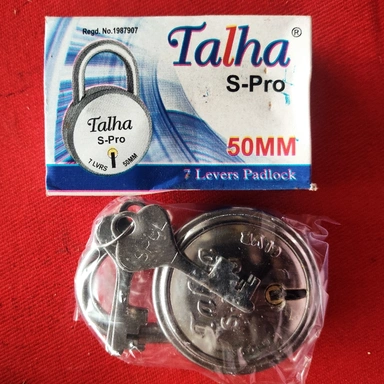 Regd. No.1987907
Talha®
S-Pro
Talha
S-Pro
7 LVRS 50MM
50MM
7 Levers Padlock